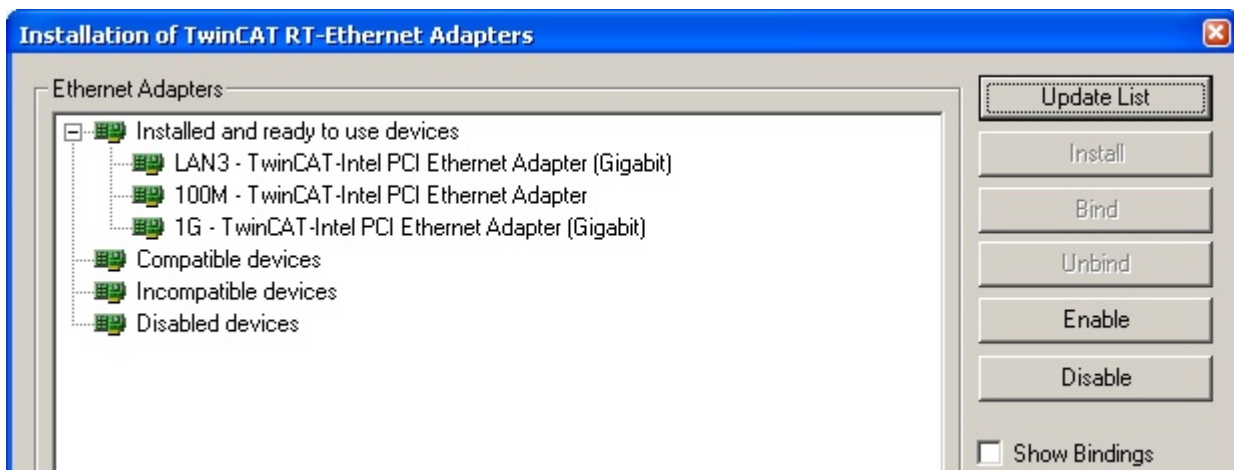 Installation of TwinCAT RT-Ethernet Adapters
Ethernet Adapters
Installed and ready to use devices
LAN3 - TwinCAT-Intel PCI Ethernet Adapter (Gigabit)
100M - TwinCAT-Intel PCI Ethernet Adapter
1G - TwinCAT-Intel PCI Ethernet Adapter (Gigabit)
Compatible devices
Incompatible devices
Disabled devices
Update List
Install
Bind
Unbind
Enable
Disable
Show Bindings